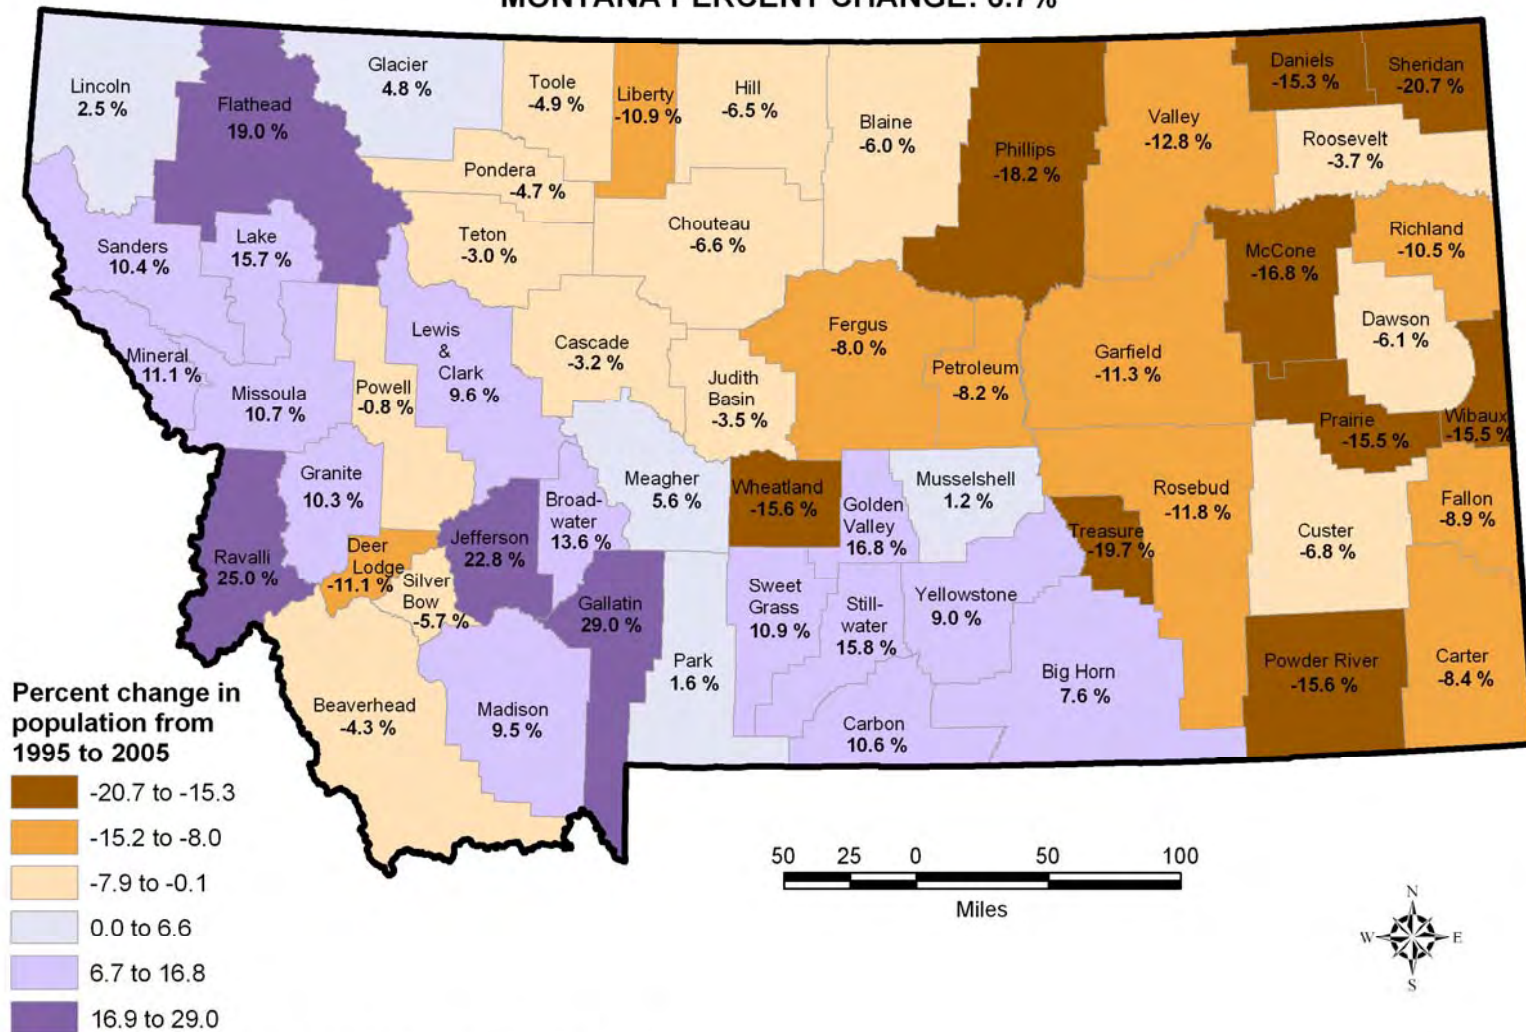 MONTANA PERCENT CHANGE: 6.7%
Lincoln
2.5 %
Flathead
19.0 %
Glacier
4.8 %
Toole
-4.9 %
Liberty
-10.9 %
Hill
-6.5 %
Blaine
-6.0 %
Phillips
-18.2 %
Valley
-12.8 %
Daniels
-15.3 %
Sheridan
-20.7 %
Roosevelt
-3.7 %
Pondera
-4.7 %
Teton
-3.0 %
Chouteau
-6.6 %
McCone
-16.8 %
Richland
-10.5 %
Sanders
10.4 %
Lake
15.7 %
Dawson
-6.1 %
Mineral
11.1 %
Missoula
10.7 %
Powell
-0.8 %
Lewis
&
Clark
9.6 %
Cascade
-3.2 %
Judith
Basin
-3.5 %
Fergus
-8.0 %
Petroleum
-8.2 %
Garfield
-11.3 %
Prairie
-15.5 %
Wibaux
-15.5 %
Granite
10.3 %
Meagher
5.6 %
Wheatland
-15.6 %
Golden
Valley
16.8 %
Musselshell
1.2 %
Rosebud
-11.8 %
Treasure
-19.7 %
Custer
-6.8 %
Fallon
-8.9 %
Ravalli
25.0 %
Deer
Lodge
-11.1 %
Silver
Bow
-5.7 %
Jefferson
22.8 %
Broad-
water
13.6 %
Gallatin
29.0 %
Park
1.6 %
Sweet
Grass
10.9 %
Still-
water
15.8 %
Yellowstone
9.0 %
Big Horn
7.6 %
Powder River
-15.6 %
Carter
-8.4 %
Beaverhead
-4.3 %
Madison
9.5 %
Carbon
10.6 %
Percent change in
population from
1995 to 2005
-20.7 to -15.3
-15.2 to -8.0
-7.9 to -0.1
0.0 to 6.6
6.7 to 16.8
16.9 to 29.0
50 25 0 50 100
Miles
N
W E
S